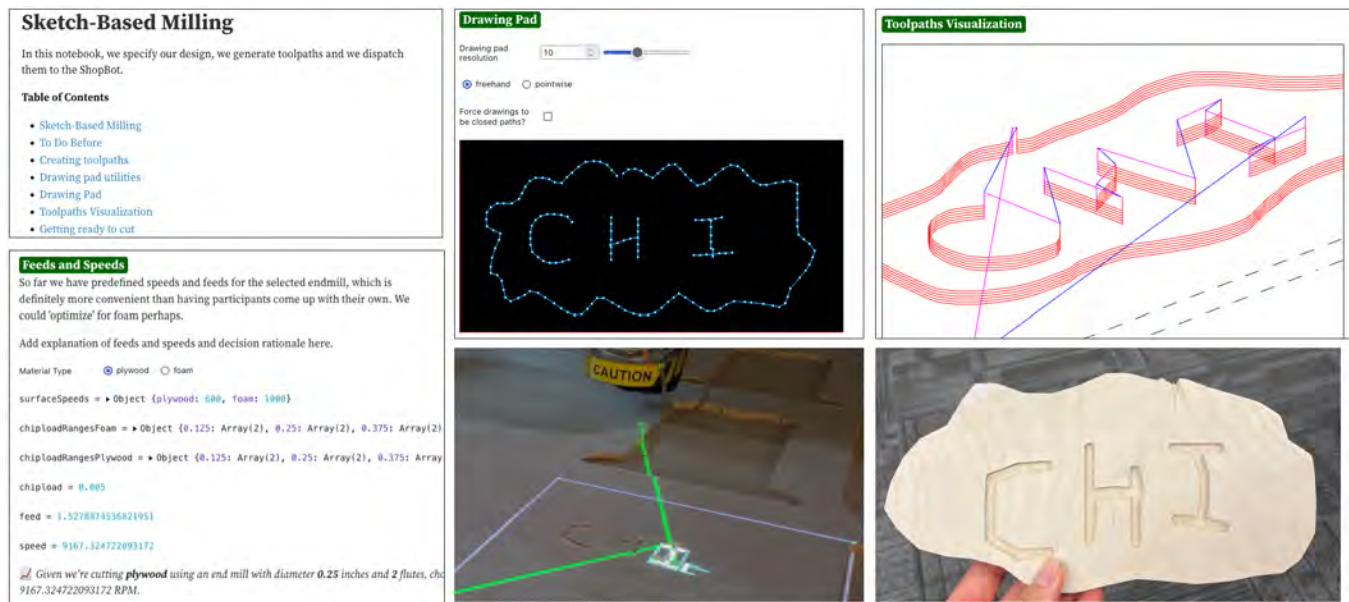 Sketch-Based Milling
In this notebook, we specify our design, we generate toolpaths and we dispatch
them to the ShopBot.
Table of Contents
Sketch-Based Milling
To Do Before
Creating toolpaths
Drawing pad utilities
Drawing Pad
Toolpaths Visualization
Getting ready to cut
Feeds and Speeds
So far we have predefined speeds and feeds for the selected endmill, which is
definitely more convenient than having participants come up with their own. We
could 'optimize' for foam perhaps.
Add explanation of feeds and speeds and decision rationale here.
Material Type plywood foam
surfaceSpeeds = ▸ Object {plywood: 600, foam: 1000}
chiploadRangesFoam = ▸ Object {0.125: Array(2), 0.25: Array(2), 0.375: Array(2)
chiploadRangesPlywood = ▸ Object {0.125: Array(2), 0.25: Array(2), 0.375: Array
chipload = 0.005
feed = 1.5278874536821951
speed = 9167.324722093172
Given we're cutting plywood using an end mill with diameter 0.25 inches and 2 flutes, cho
9167.324722093172 RPM.
Drawing Pad
Drawing pad
resolution
10
freehand pointwise
Force drawings to
be closed paths?
CHI
CAUTION
Toolpaths Visualization
CHI
CHI